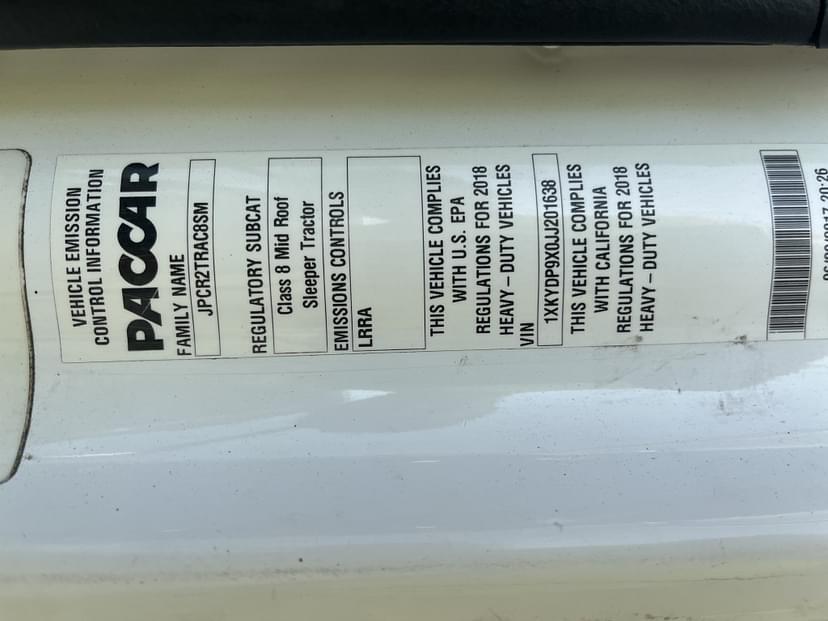 VEHICLE EMISSION
CONTROL INFORMATION
PACCAR
FAMILY NAME
JPCR2TRAC8SM
REGULATORY SUBCAT
Class 8 Mid Roof
Sleeper Tractor
EMISSIONS CONTROLS
LRRA
THIS VEHICLE COMPLIES
WITH U.S. EPA
REGULATIONS FOR 2018
HEAVY – DUTY VEHICLES
VIN
1XKYDP9X0JJ201638
THIS VEHICLE COMPLIES
WITH CALIFORNIA
REGULATIONS FOR 2018
HEAVY – DUTY VEHICLES
20:26